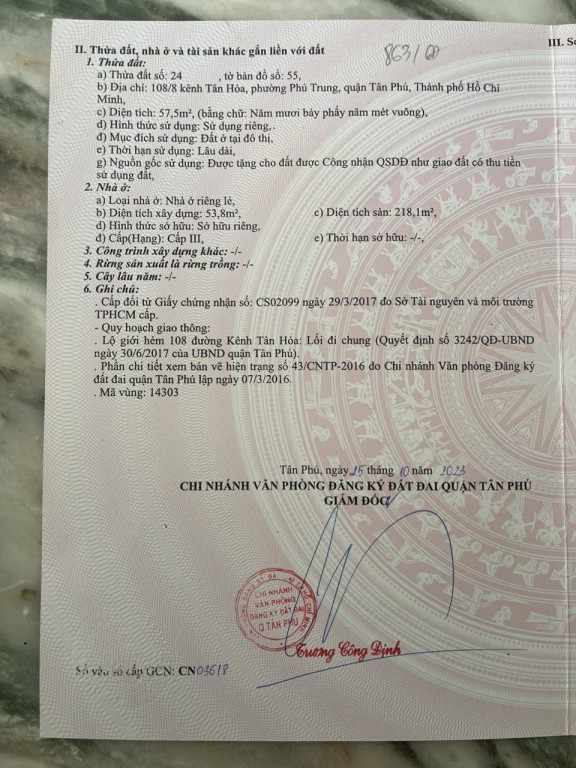 863/60
III. Sơ
II. Thửa đất, nhà ở và tài sản khác gắn liền với đất
1. Thửa đất:
a) Thửa đất số: 24 , tờ bản đồ số: 55,
b) Địa chỉ: 108/8 kênh Tân Hóa, phường Phú Trung, quận Tân Phú, Thành phố Hồ Chí
Minh,
c) Diện tích: 57,5m², (bằng chữ: Năm mươi bảy phẩy năm mét vuông),
d) Hình thức sử dụng: Sử dụng riêng,.
đ) Mục đích sử dụng: Đất ở tại đô thị,
e) Thời hạn sử dụng: Lâu dài,
g) Nguồn gốc sử dụng: Được tặng cho đất được Công nhận QSDĐ như giao đất có thu tiền
sử dụng đất,
2. Nhà ở:
a) Loại nhà ở: Nhà ở riêng lẻ,
b) Diện tích xây dựng: 53,8m², c) Diện tích sàn: 218,1m²,
d) Hình thức sở hữu: Sở hữu riêng,
đ) Cấp(Hạng): Cấp III, e) Thời hạn sở hữu: -/-,
3. Công trình xây dựng khác: -/-
4. Rừng sản xuất là rừng trồng: -/-
5. Cây lâu năm: -/-
6. Ghi chú:
. Cấp đổi từ Giấy chứng nhận số: CS02099 ngày 29/3/2017 do Sở Tài nguyên và môi trường
TPHCM cấp.
- Quy hoạch giao thông:
. Lộ giới hẻm 108 đường Kênh Tân Hóa: Lối đi chung (Quyết định số 3242/QĐ-UBND
ngày 30/6/2017 của UBND quận Tân Phú).
. Phần chi tiết xem bản vẽ hiện trạng số 43/CNTP-2016 do Chi nhánh Văn phòng Đăng ký
đất đai quận Tân Phú lập ngày 07/3/2016.
. Mã vùng: 14303
Tân Phú, ngày 25 tháng 10 năm 2023
CHI NHÁNH VĂN PHÒNG ĐĂNG KÝ ĐẤT ĐAI QUẬN TÂN PHÚ
GIÁM ĐỐC
CHI NHÁNH
VĂN PHÒNG
ĐĂNG KÝ ĐẤT ĐAI
Q.TÂN PHÚ
Trương Công Định
Số vào sổ cấp GCN: CN03618